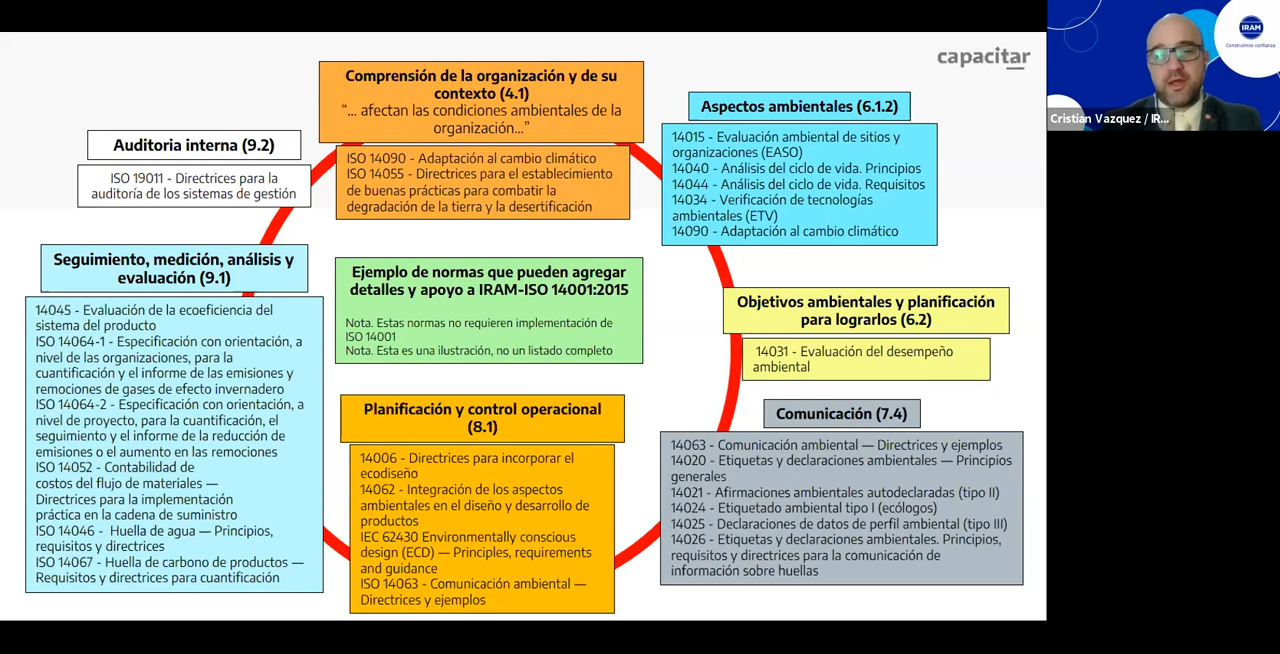 capacitar
Comprensión de la organización y de su
contexto (4.1)
“... afectan las condiciones ambientales de la
organización...”
ISO 14090 - Adaptación al cambio climático
ISO 14055 - Directrices para el establecimiento
de buenas prácticas para combatir la
degradación de la tierra y la desertificación
Aspectos ambientales (6.1.2)
14015 - Evaluación ambiental de sitios y
organizaciones (EASO)
14040 - Análisis del ciclo de vida. Principios
14044 - Análisis del ciclo de vida. Requisitos
14034 - Verificación de tecnologías
ambientales (ETV)
14090 - Adaptación al cambio climático
Objetivos ambientales y planificación
para lograrlos (6.2)
14031 - Evaluación del desempeño
ambiental
Comunicación (7.4)
14063 - Comunicación ambiental — Directrices y ejemplos
14020 - Etiquetas y declaraciones ambientales — Principios
generales
14021 - Afirmaciones ambientales autodeclaradas (tipo II)
14024 - Etiquetado ambiental tipo I (ecólogos)
14025 - Declaraciones de datos de perfil ambiental (tipo III)
14026 - Etiquetas y declaraciones ambientales. Principios,
requisitos y directrices para la comunicación de
información sobre huellas
Planificación y control operacional
(8.1)
14006 - Directrices para incorporar el
ecodiseño
14062 - Integración de los aspectos
ambientales en el diseño y desarrollo de
productos
IEC 62430 Environmentally conscious
design (ECD) — Principles, requirements
and guidance
ISO 14063 - Comunicación ambiental —
Directrices y ejemplos
Seguimiento, medición, análisis y
evaluación (9.1)
14045 - Evaluación de la ecoeficiencia del
sistema del producto
ISO 14064-1 - Especificación con orientación, a
nivel de las organizaciones, para la
cuantificación y el informe de las emisiones y
remociones de gases de efecto invernadero
ISO 14064-2 - Especificación con orientación, a
nivel de proyecto, para la cuantificación, el
seguimiento y el informe de la reducción de
emisiones o el aumento en las remociones
ISO 14052 - Contabilidad de
costos del flujo de materiales —
Directrices para la implementación
práctica en la cadena de suministro
ISO 14046 - Huella de agua — Principios,
requisitos y directrices
ISO 14067 - Huella de carbono de productos —
Requisitos y directrices para cuantificación
Auditoria interna (9.2)
ISO 19011 - Directrices para la
auditoría de los sistemas de gestión
Ejemplo de normas que pueden agregar
detalles y apoyo a IRAM-ISO 14001:2015
Nota. Estas normas no requieren implementación de
ISO 14001
Nota. Esta es una ilustración, no un listado completo
IRAM
Construimos confianza
Cristian Vazquez / IR...